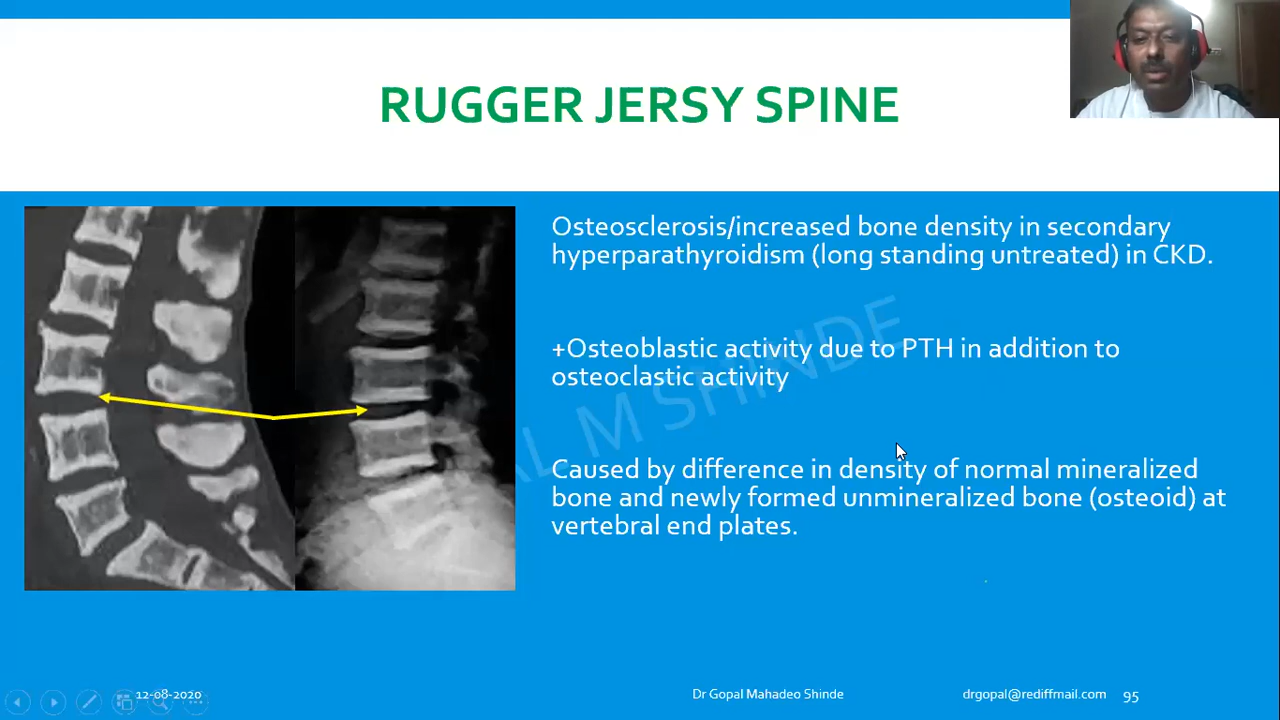 RUGGER JERSY SPINE
Osteosclerosis/increased bone density in secondary
hyperparathyroidism (long standing untreated) in CKD.
+Osteoblastic activity due to PTH in addition to
osteoclastic activity
AL M SHINDE
Caused by difference in density of normal mineralized
bone and newly formed unmineralized bone (osteoid) at
vertebral end plates.
12-08-2020
Dr Gopal Mahadeo Shinde
drgopal@rediffmail.com
95